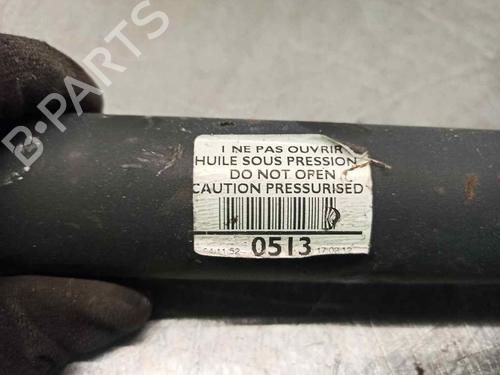 I NE PAS OUVRIR
HUILE SOUS PRESSION
DO NOT OPEN
CAUTION PRESSURISED
0513
B-PARTS